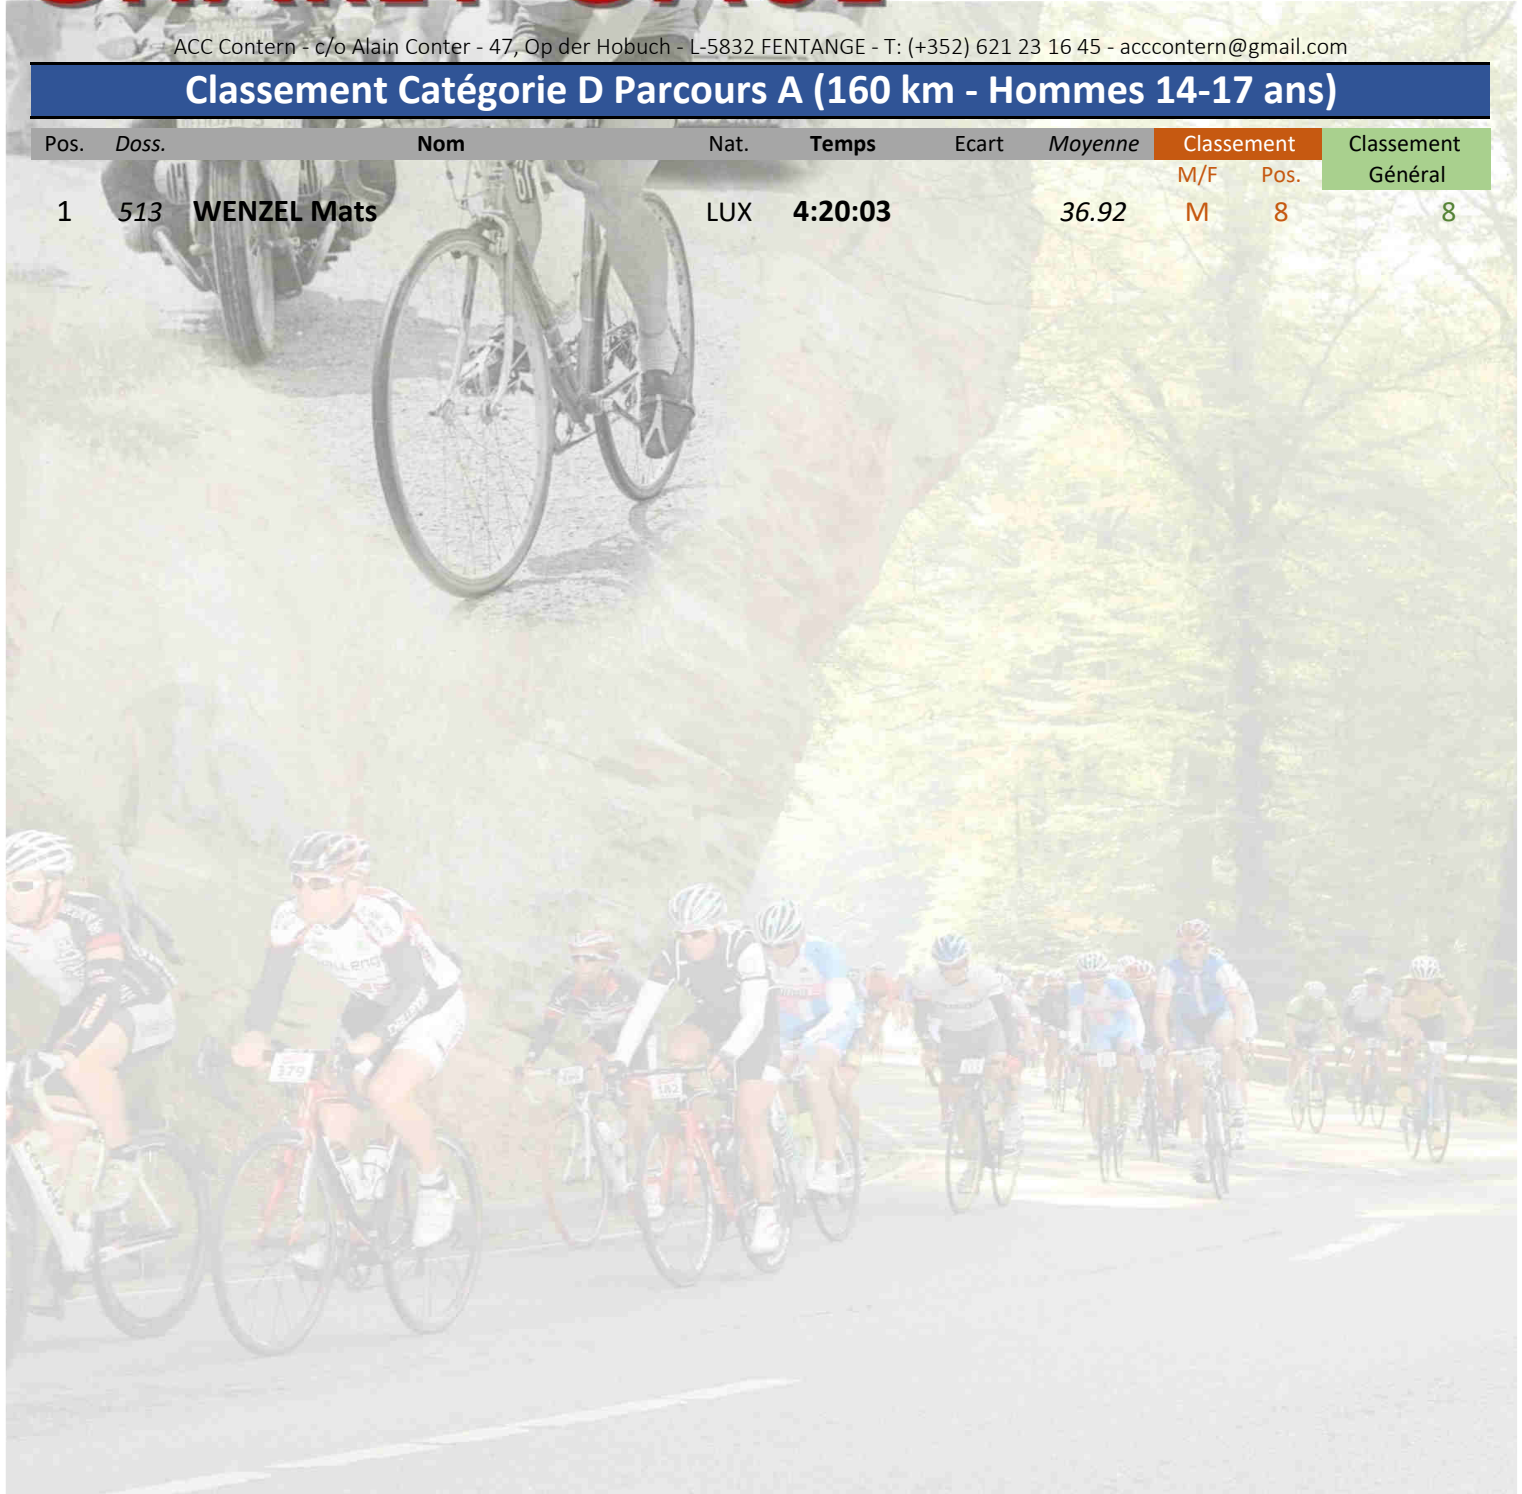 ACC Contern - c/o Alain Conter - 47, Op der Hobuch - L-5832 FENTANGE - T: (+352) 621 23 16 45 - acccontern@gmail.com
Classement Catégorie D Parcours A (160 km - Hommes 14-17 ans)
Pos. Doss. Nom Nat. Temps Ecart Moyenne Classement Classement
M/F Pos. Général
1 513 WENZEL Mats LUX 4:20:03 36.92 M 8 8
379
182